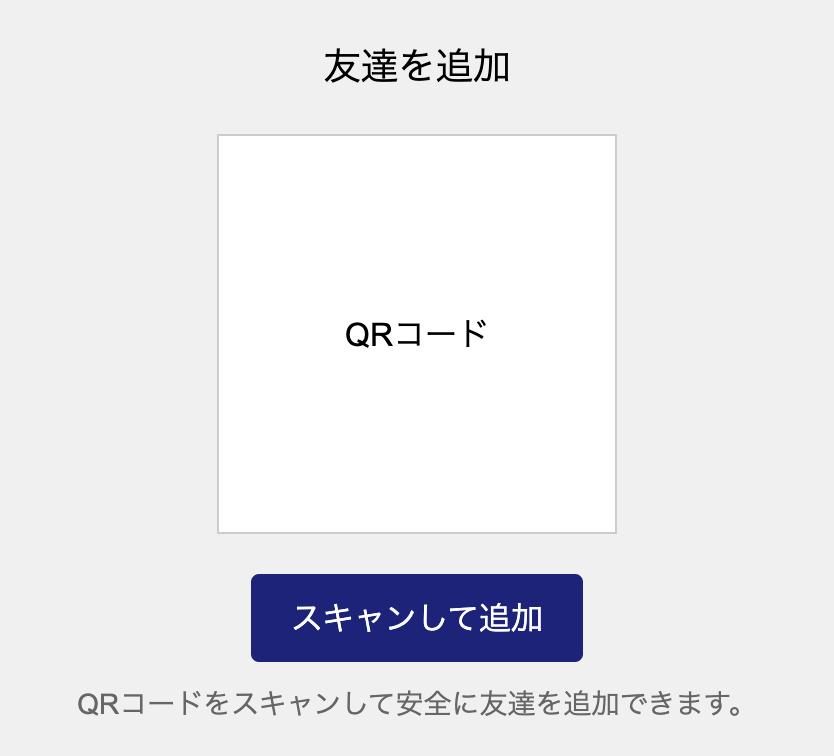 友達を追加
QRコード
スキャンして追加
QRコードをスキャンして安全に友達を追加できます。